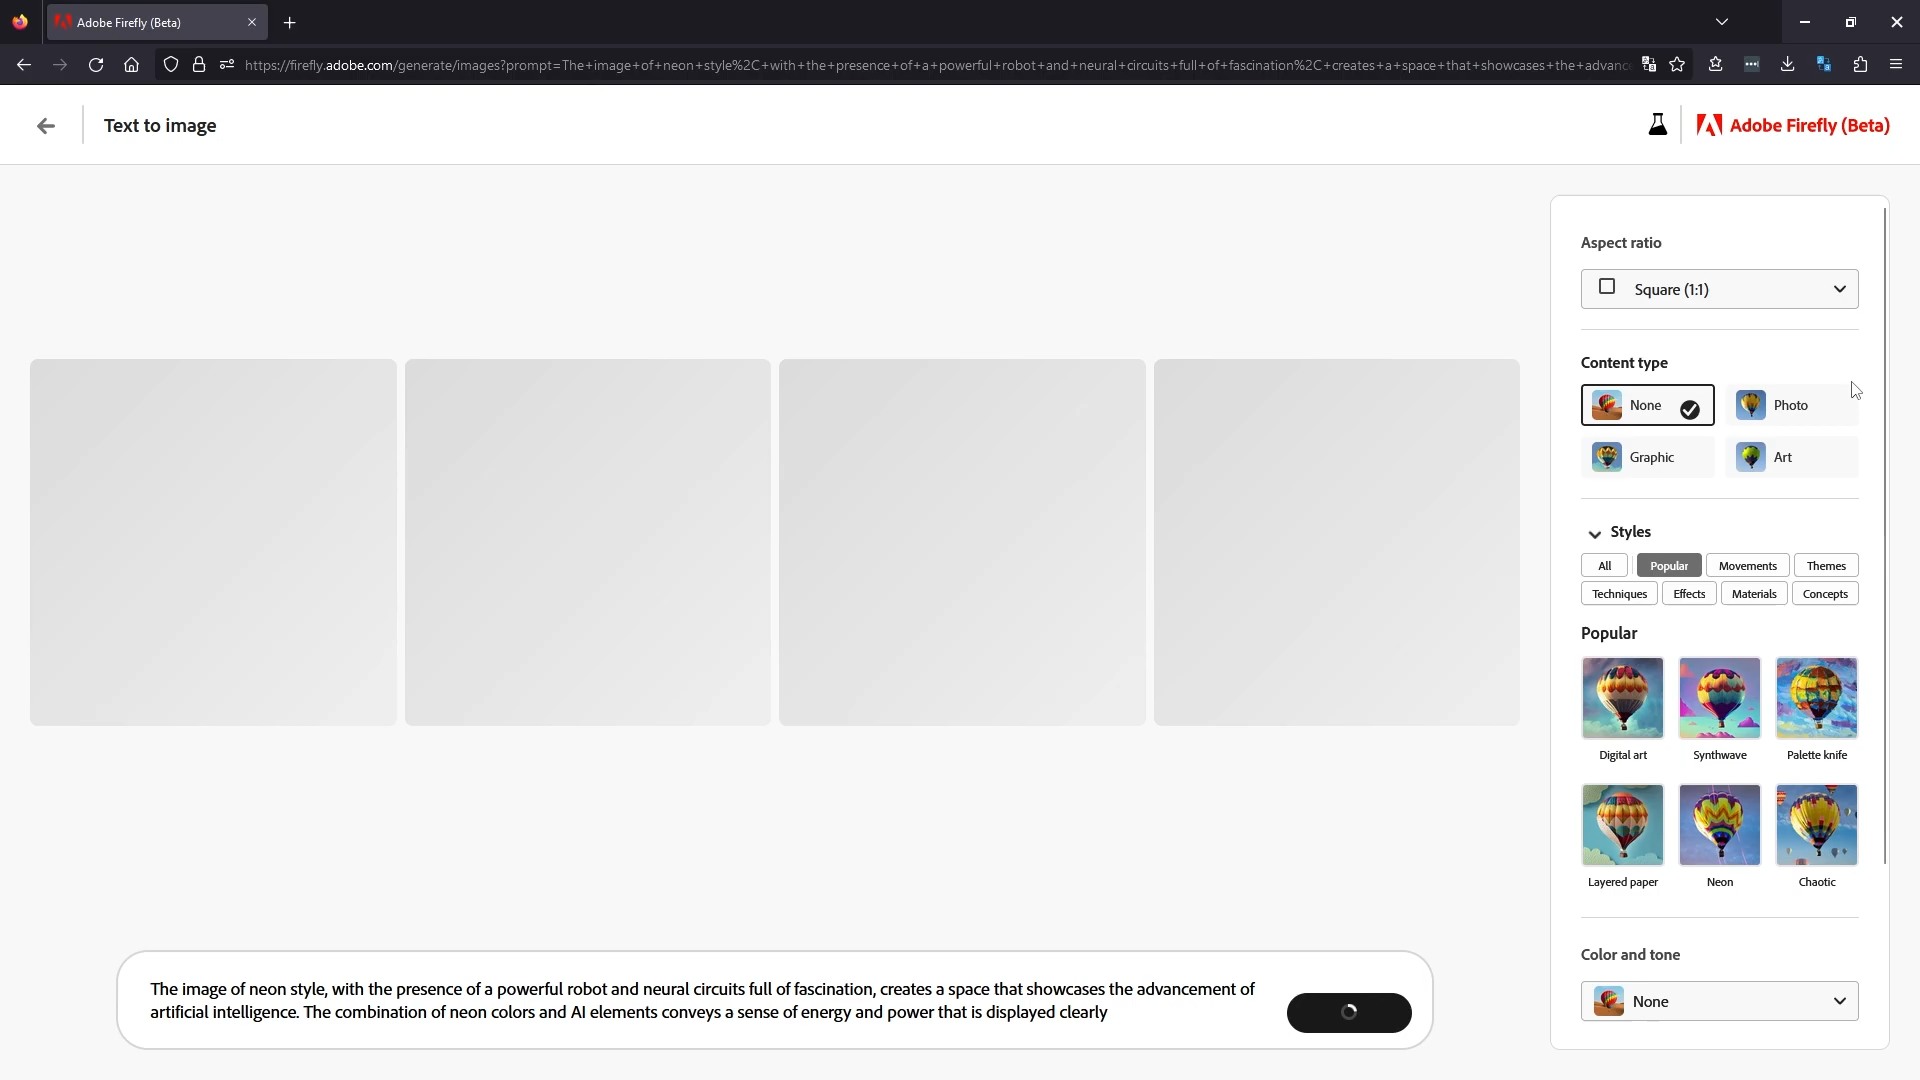 Adobe Firefly (Beta)
https://firefly.adobe.com/generate/images?prompt=The+image+of+neon+style%2C+with+the+presence+of+a+powerful+robot+and+neural+circuits+full+of+fascination%2C+creates+a+space+that+showcases+the+advanc
Text to image
Adobe Firefly (Beta)
Aspect ratio
Square (1:1)
Content type
None
Photo
Graphic
Art
Styles
All
Popular
Movements
Themes
Techniques
Effects
Materials
Concepts
Popular
Digital art
Synthwave
Palette knife
Layered paper
Neon
Chaotic
Color and tone
None
The image of neon style, with the presence of a powerful robot and neural circuits full of fascination, creates a space that showcases the advancement of
artificial intelligence. The combination of neon colors and AI elements conveys a sense of energy and power that is displayed clearly